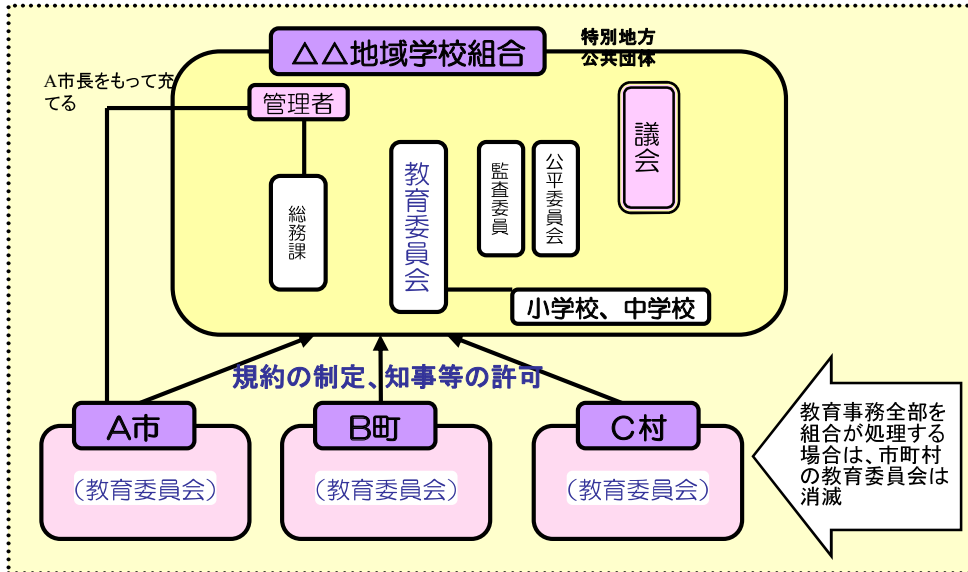 △△地域学校組合
特別地方
公共団体
A市長をもって充
てる
管理者
総務課
教育委員会
監査委員
公平委員会
議会
小学校、中学校
規約の制定、知事等の許可
A市
B町
C村
（教育委員会）
（教育委員会）
（教育委員会）
教育事務全部を
組合が処理する
場合は、市町村
の教育委員会は
消滅